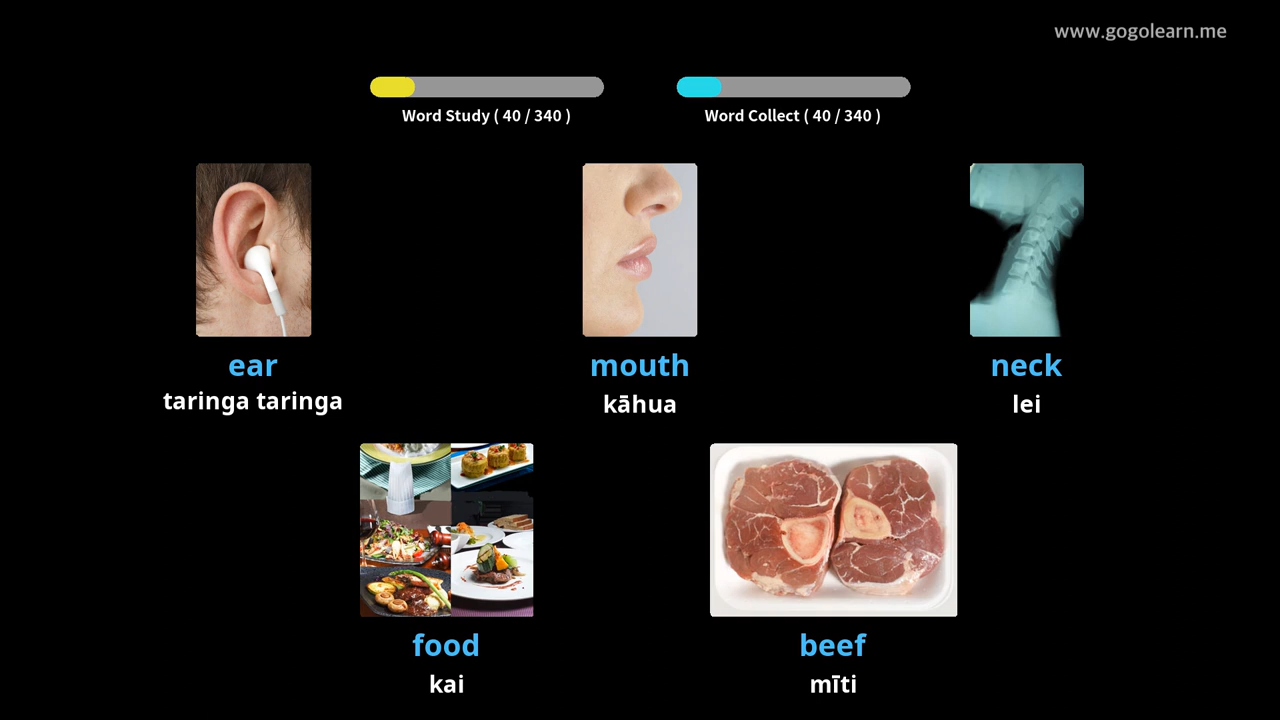 www.gogolearn.me
Word Study ( 40 / 340 )
Word Collect ( 40 / 340 )
ear
mouth
neck
taringa taringa
kāhua
lei
food
beef
kai
mīti